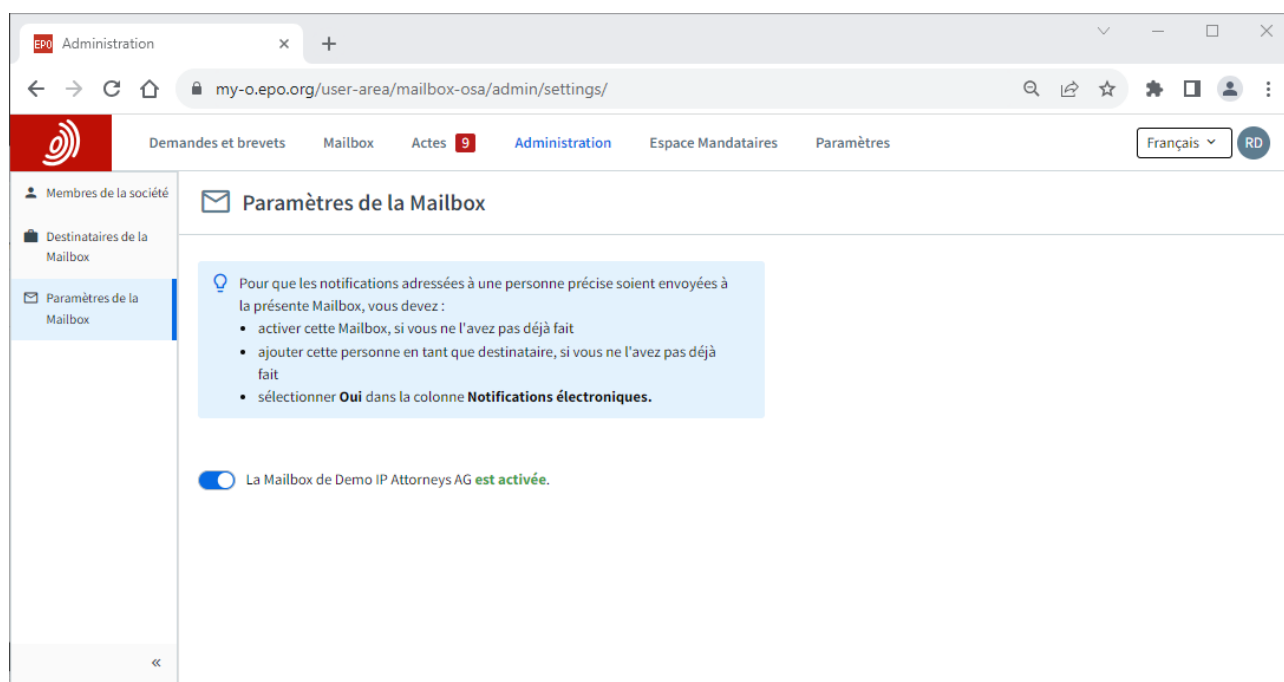 EPO Administration
my-o.epo.org/user-area/mailbox-osa/admin/settings/
Demandes et brevets Mailbox Actes 9 Administration Espace Mandataires Paramètres Français RD
Membres de la société
Destinataires de la
Mailbox
Paramètres de la
Mailbox
Paramètres de la Mailbox
Pour que les notifications adressées à une personne précise soient envoyées à
la présente Mailbox, vous devez :
• activer cette Mailbox, si vous ne l'avez pas déjà fait
• ajouter cette personne en tant que destinataire, si vous ne l'avez pas déjà
fait
• sélectionner Oui dans la colonne Notifications électroniques.
La Mailbox de Demo IP Attorneys AG est activée.